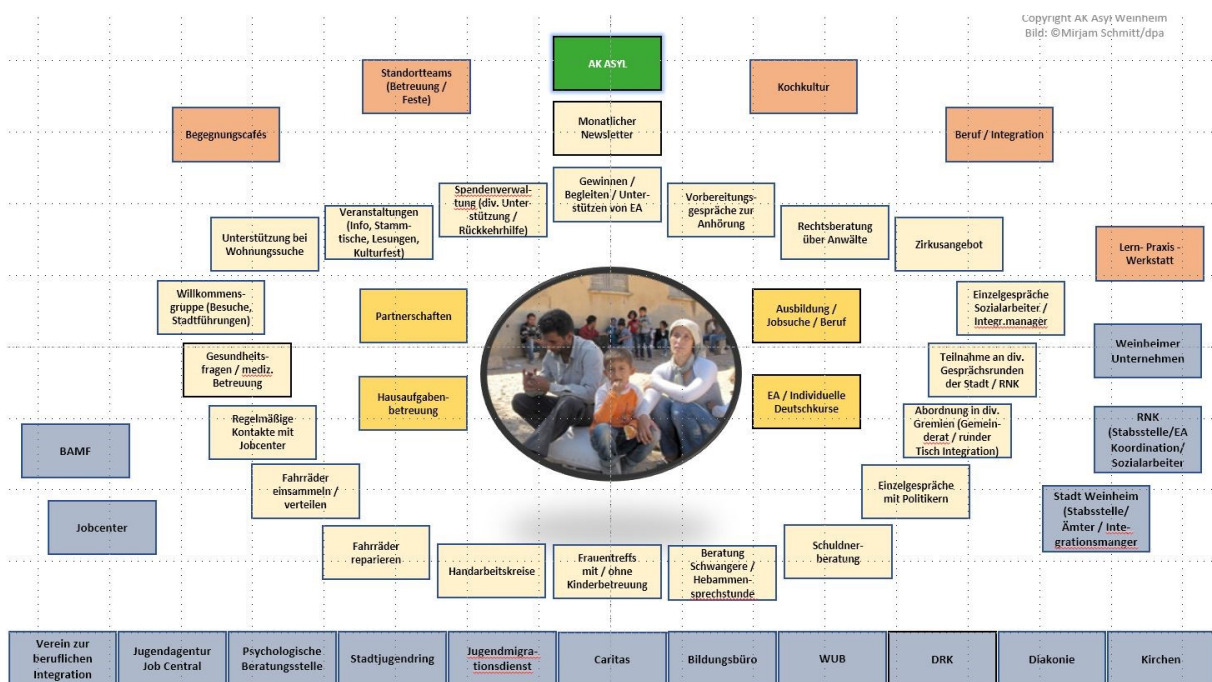 Copyright AK Asyl Weinheim
Bild: ©Mirjam Schmitt/dpa
AK ASYL
Standortteams
(Betreuung /
Feste)
Kochkultur
Begegnungscafés
Monatlicher
Newsletter
Beruf / Integration
Gewinnen /
Begleiten / Unter-
stützen von EA
Spendenverwal-
tung (div. Unter-
stützung /
Rückkehrhilfe)
Vorbereitungs-
gespräche zur
Anhörung
Veranstaltungen
(Info, Stamm-
tische, Lesungen,
Kulturfest)
Rechtsberatung
über Anwälte
Unterstützung bei
Wohnungssuche
Zirkusangebot
Lern- Praxis -
Werkstatt
Willkommens-
gruppe (Besuche,
Stadtführungen)
Partnerschaften
Ausbildung /
Jobsuche / Beruf
Einzelgespräche
Sozialarbeiter /
Integr.manager
Weinheimer
Unternehmen
Gesundheits-
fragen / mediz.
Betreuung
Teilnahme an div.
Gesprächsrunden
der Stadt / RNK
Hausaufgaben-
betreuung
EA / Individuelle
Deutschkurse
Regelmäßige
Kontakte mit
Jobcenter
Abordnung in div.
Gremien (Gemein-
derat / runder
Tisch Integration)
RNK
(Stabsstelle/EA
Koordination/
Sozialarbeiter
BAMF
Fahrräder
einsammeln /
verteilen
Einzelgespräche
mit Politikern
Jobcenter
Stadt Weinheim
(Stabsstelle/
Ämter / Inte-
grationsmanger
Fahrräder
reparieren
Handarbeitskreise
Frauentreffs
mit / ohne
Kinderbetreuung
Beratung
Schwangere /
Hebammen-
sprechstunde
Schuldner-
beratung
Verein zur
beruflichen
Integration
Jugendagentur
Job Central
Psychologische
Beratungsstelle
Stadtjugendring
Jugendmigra-
tionsdienst
Caritas
Bildungsbüro
WUB
DRK
Diakonie
Kirchen